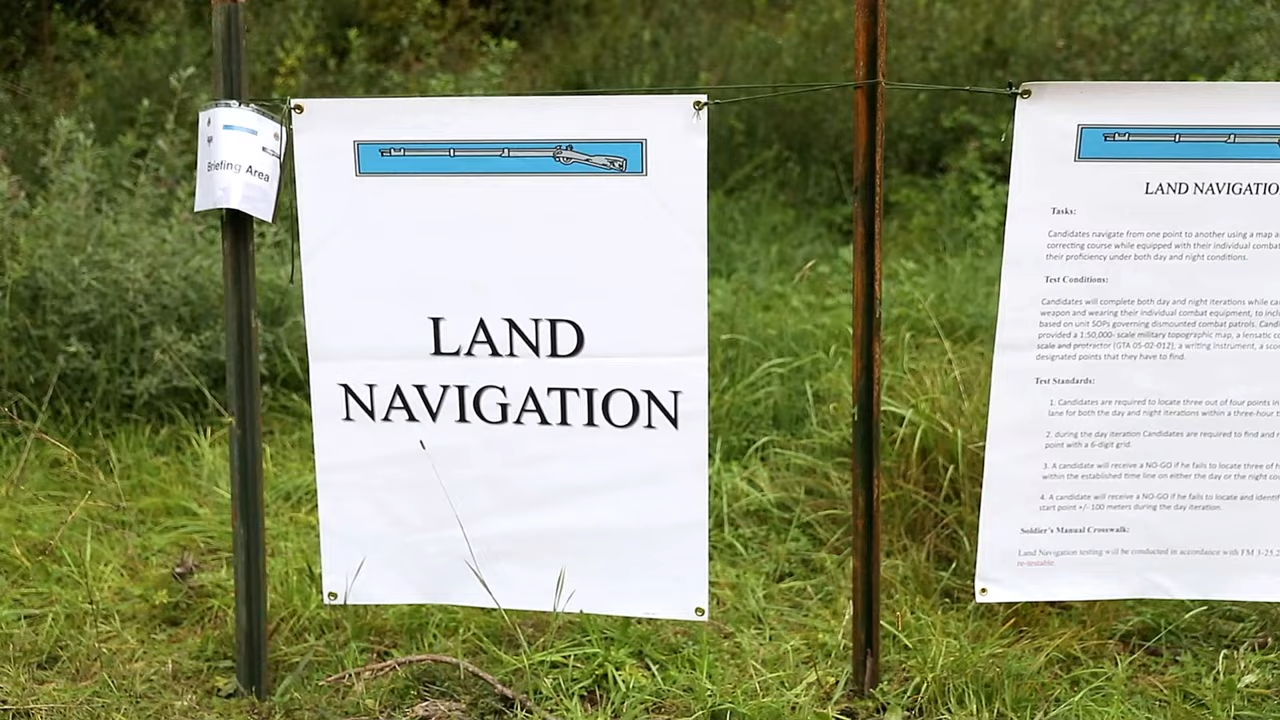 Briefing Area
LAND
NAVIGATION
LAND NAVIGATIO
Tasks:
Candidates navigate from one point to another using a map a
correcting course while equipped with their individual combat
their proficiency under both day and night conditions.
Test Conditions:
Candidates will complete both day and night iterations while ca
weapon and wearing their individual combat equipment, to incl
based on unit SOPs governing dismounted combat patrols. Cand
provided a 1:50,000- scale military topographic map, a lensatic c
scale and protractor (GTA 05-02-012), a writing instrument, a sco
designated points that they have to find.
Test Standards:
1. Candidates are required to locate three out of four points in
lane for both the day and night iterations within a three-hour t
2. during the day iteration Candidates are required to find and
point with a 6-digit grid.
3. A candidate will receive a NO-GO if he fails to locate three of
within the established time line on either the day or the night cou
4. A candidate will receive a NO-GO if he fails to locate and identi
start point +/- 100 meters during the day iteration.
Soldier's Manual Crosswalk:
Land Navigation testing will be conducted in accordance with FM 3-25.2
re-testable.